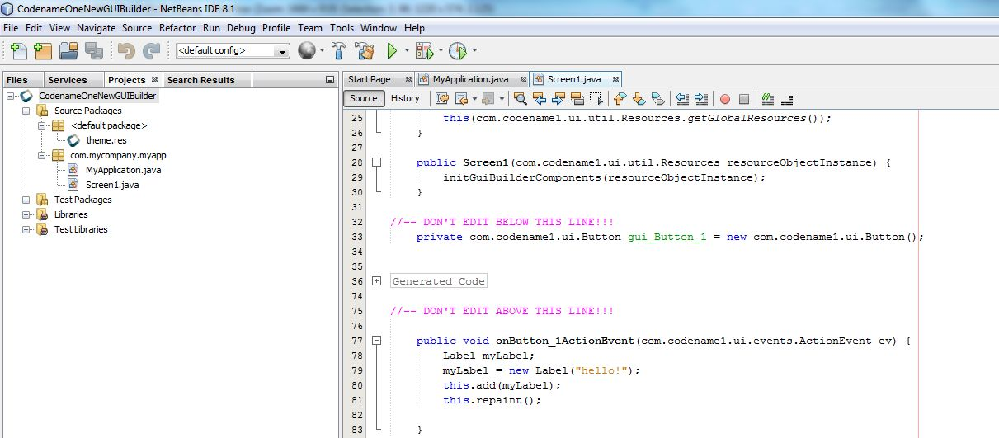 CodenameOneNewGUIBuilder - NetBeans IDE 8.1
File Edit View Navigate Source Refactor Run Debug Profile Team Tools Window Help
<default config>
Files Services Projects Search Results
CodenameOneNewGUIBuilder
Source Packages
<default package>
theme.res
com.mycompany.myapp
MyApplication.java
Screen1.java
Test Packages
Libraries
Test Libraries
Start Page MyApplication.java Screen1.java
Source History
25 this(com.codename1.ui.util.Resources.getGlobalResources());
26 }
27
28 public Screen1(com.codename1.ui.util.Resources resourceObjectInstance) {
29 initGuiBuilderComponents(resourceObjectInstance);
30 }
31
32 //-- DON'T EDIT BELOW THIS LINE!!!
33 private com.codename1.ui.Button gui_Button_1 = new com.codename1.ui.Button();
34
35
36 Generated Code
74
75 //-- DON'T EDIT ABOVE THIS LINE!!!
76
77 public void onButton_1ActionEvent(com.codename1.ui.events.ActionEvent ev) {
78 Label myLabel;
79 myLabel = new Label("hello!");
80 this.add(myLabel);
81 this.repaint();
82
83 }